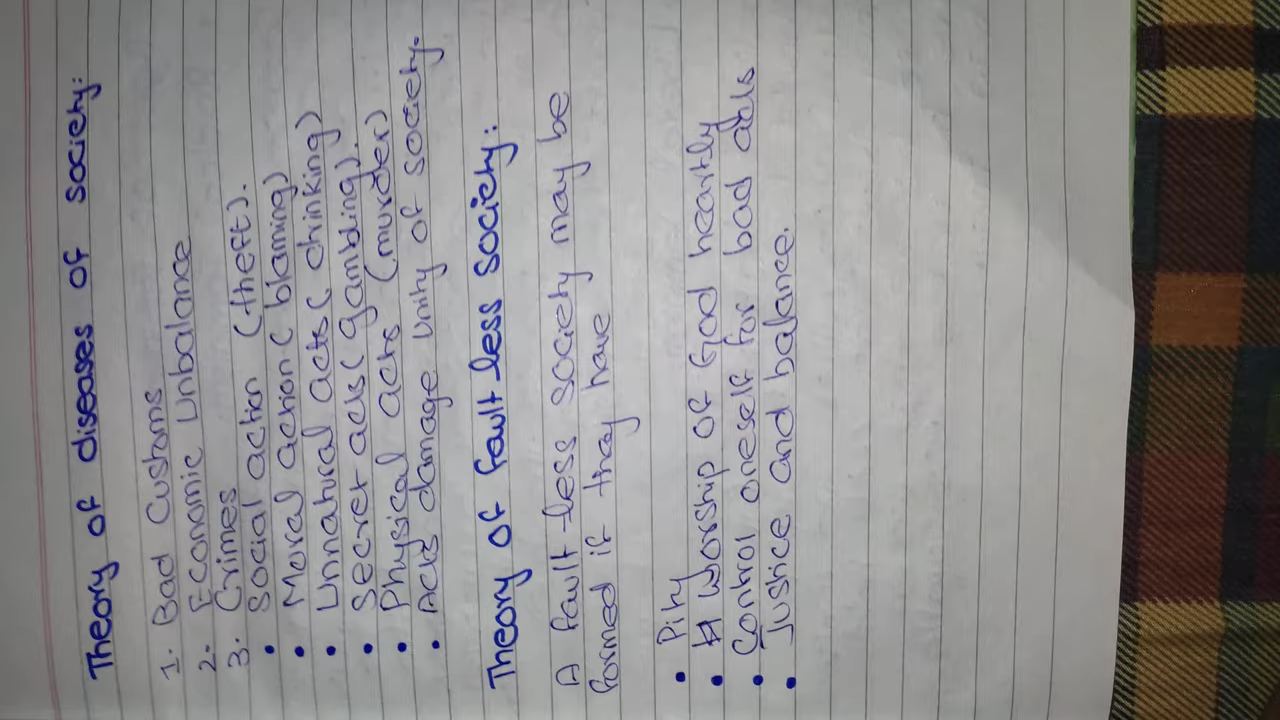 Theory of diseases of society:
1. Bad Customs
2. Economic Unbalance
3. Crimes
• Social action (theft).
• Moral action (blaming)
• Unnatural acts (drinking)
• Secret acts (gambling).
• Physical acts (murder)
• Acts damage Unity of society.
Theory of fault less society:
A fault less society may be
formed if they have
• Pity
• Worship of God heartly
• Control oneself for bad acts
• Justice and balance.